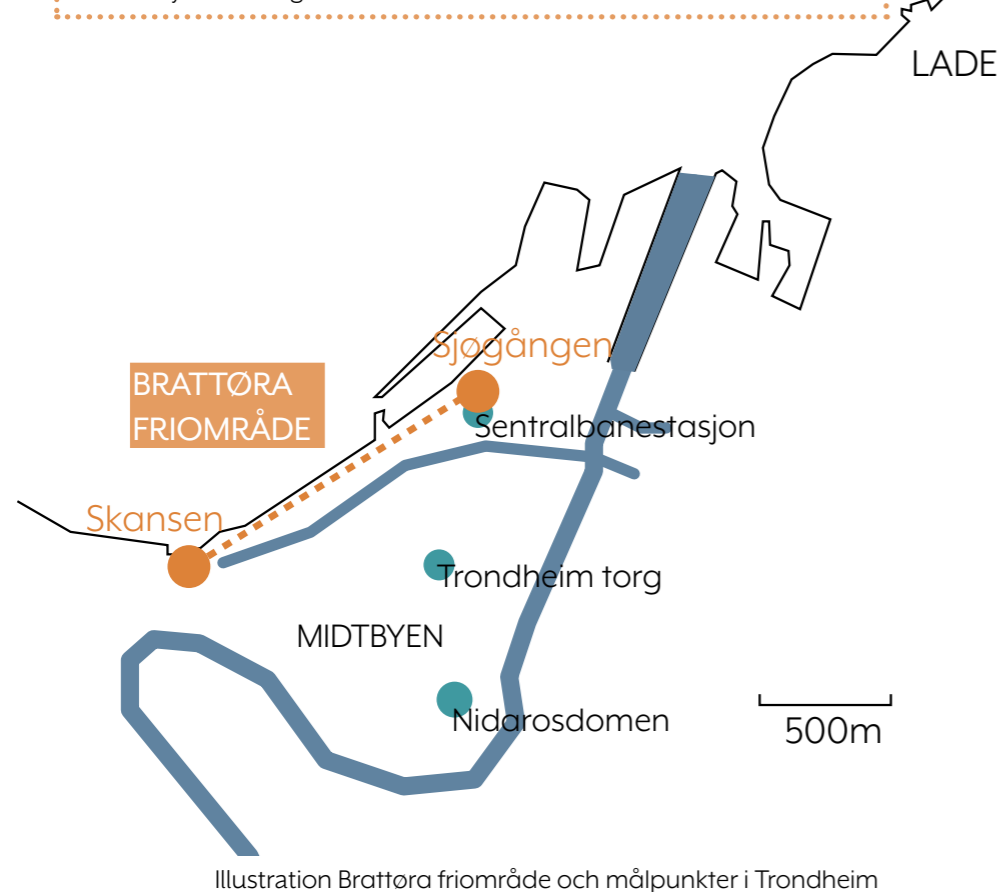 LADE
Sjøgången
BRATTØRA
FRIOMRÅDE
Sentralbanestasjon
Skansen
Trondheim torg
MIDTBYEN
Nidarosdomen
500m
Illustration Brattøra friområde och målpunkter i Trondheim